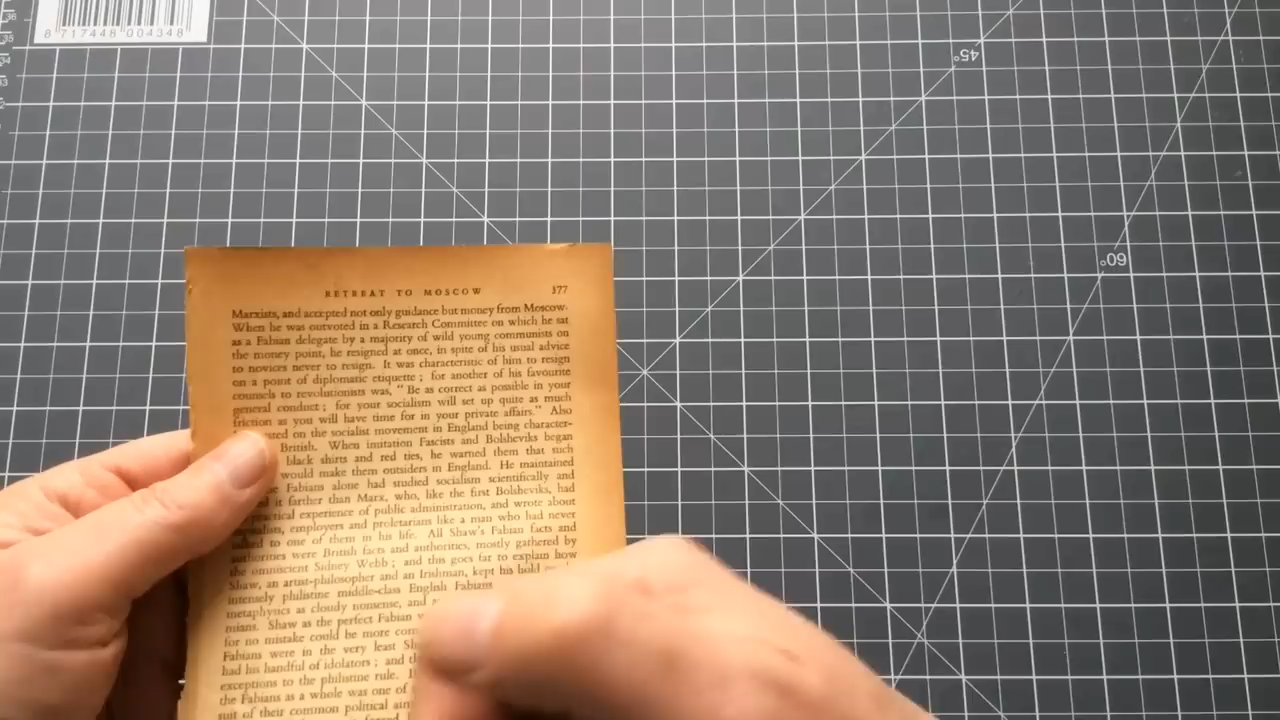 36
8 717448 004348
35
34
33
45°
60°
RETREAT TO MOSCOW 377
Marxists, and accepted not only guidance but money from Moscow.
When he was outvoted in a Research Committee on which he sat
as a Fabian delegate by a majority of wild young communists on
the money point, he resigned at once, in spite of his usual advice
to novices never to resign. It was characteristic of him to resign
on a point of diplomatic etiquette ; for another of his favourite
counsels to revolutionists was, “ Be as correct as possible in your
general conduct ; for your socialism will set up quite as much
friction as you will have time for in your private affairs.” Also
on the socialist movement in England being character-
British. When imitation Fascists and Bolsheviks began
black shirts and red ties, he warned them that such
would make them outsiders in England. He maintained
Fabians alone had studied socialism scientifically and
it farther than Marx, who, like the first Bolsheviks, had
practical experience of public administration, and wrote about
employers and proletarians like a man who had never
to one of them in his life. All Shaw's Fabian facts and
authorities were British facts and authorities, mostly gathered by
the omniscient Sidney Webb ; and this goes far to explain how
Shaw, an artist-philosopher and an Irishman, kept his hold
intensely philistine middle-class English Fabians
metaphysics as cloudy nonsense, and
mians. Shaw as the perfect Fabian
for no mistake could be more
Fabians were in the very least
had his handful of idolators ; and
exceptions to the philistine rule.
the Fabians as a whole was one of
suit of their common political